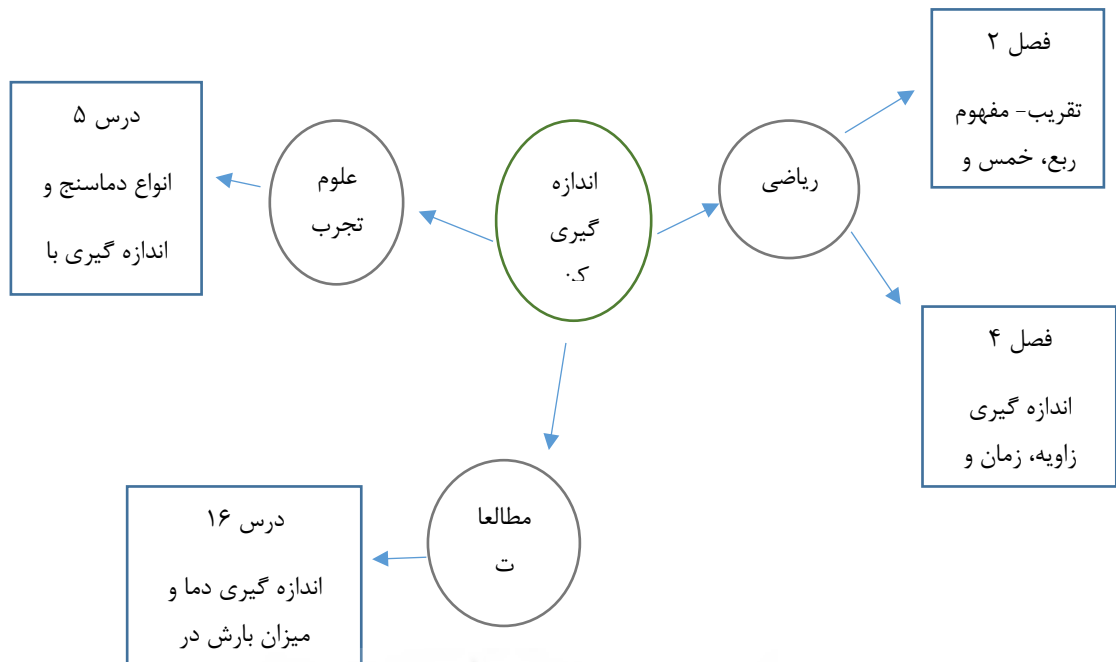 فصل ۲
تقریب- مفهوم
ربع، خمس و
ریاضی
اندازه
گیری
علوم
تجرب
درس ۵
انواع دماسنج و
اندازه گیری با
فصل ۴
اندازه گیری
زاویه، زمان و
مطالعا
ت
درس ۱۶
اندازه گیری دما و
میزان بارش در